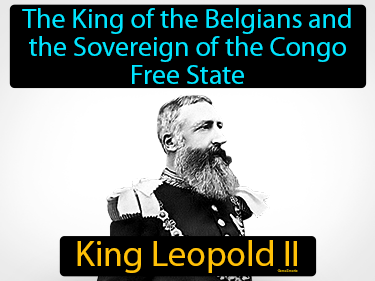 The King of the Belgians and
the Sovereign of the Congo
Free State
King Leopold II